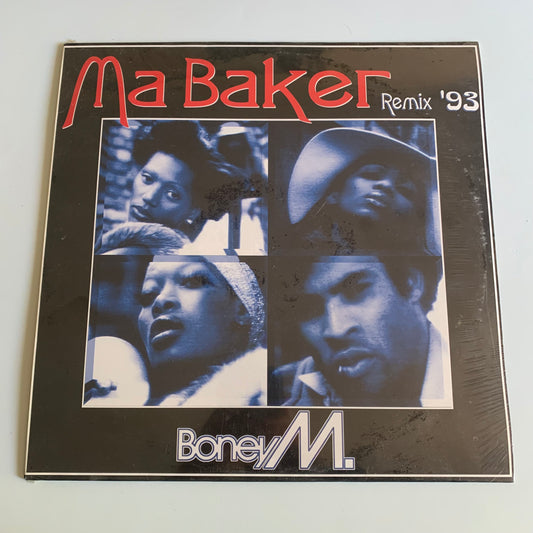 Ma Baker
Remix '93
Boney M.